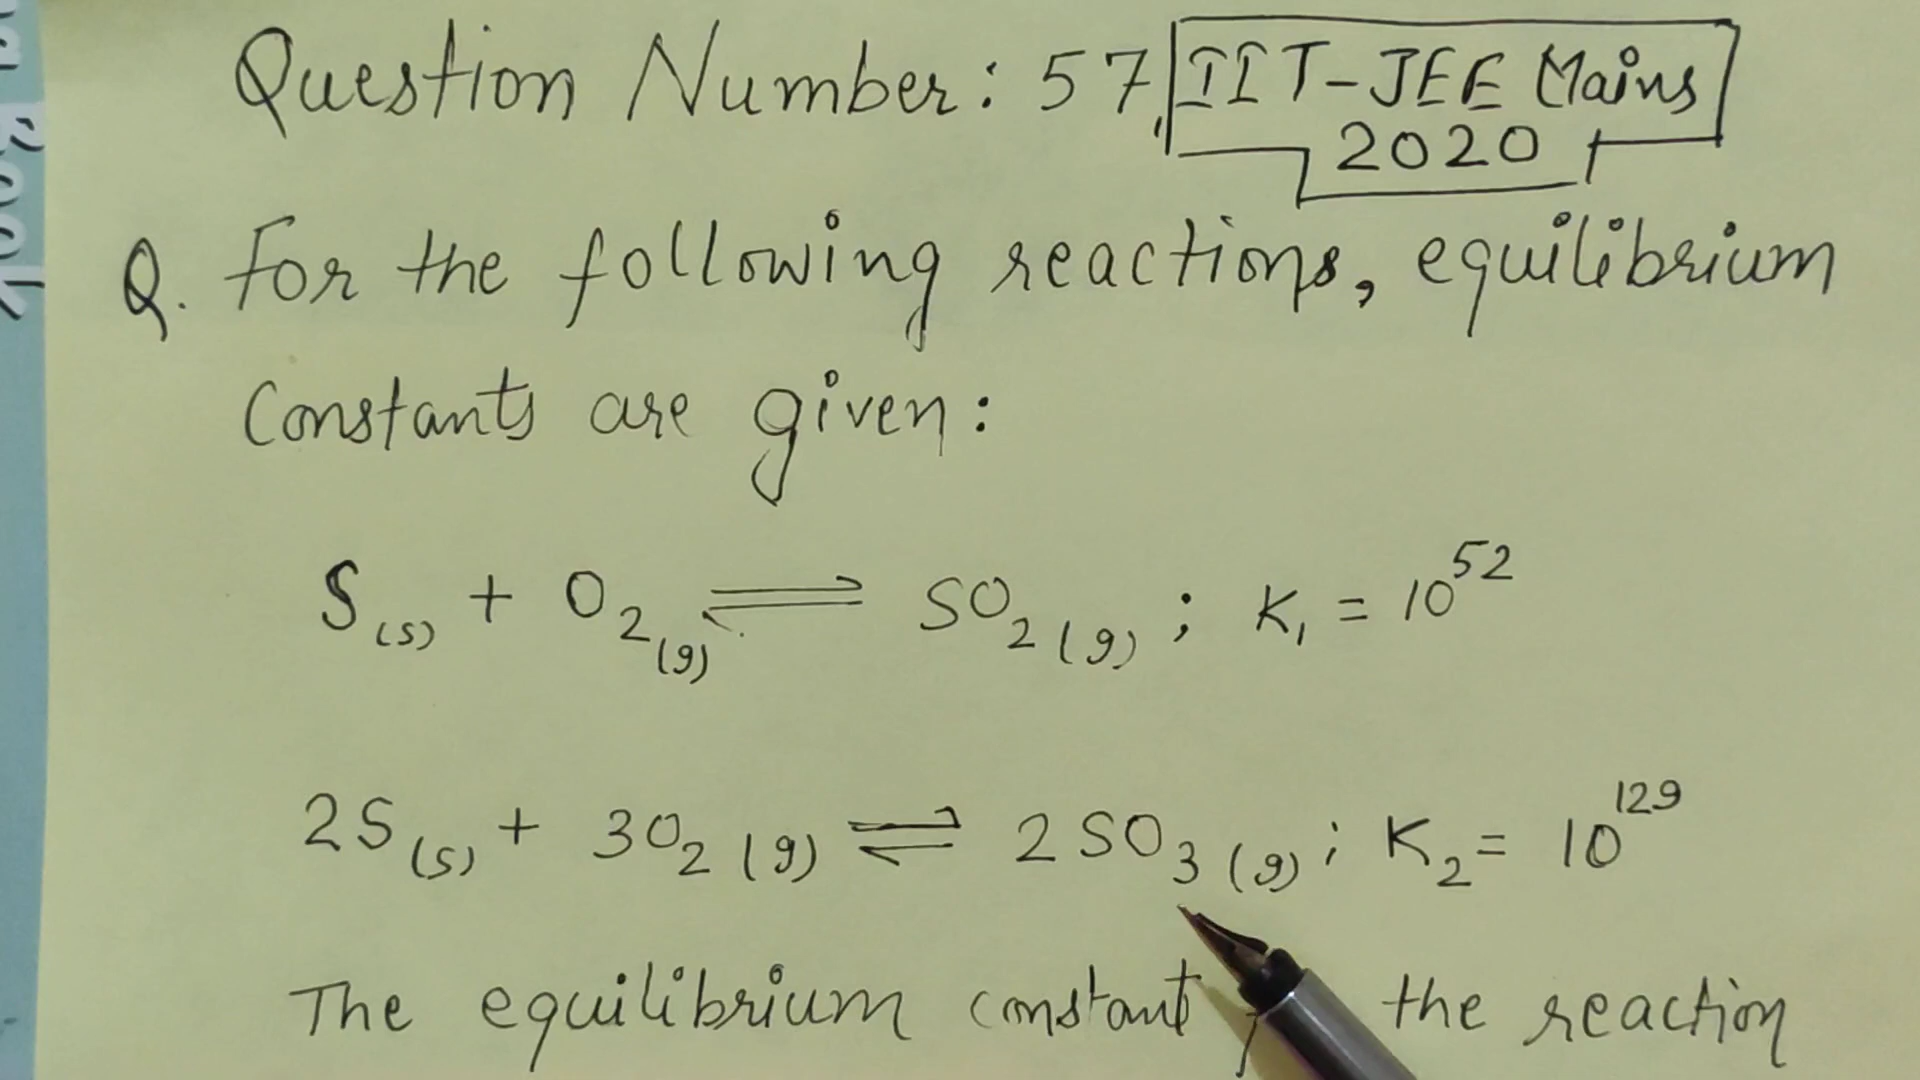 Question Number: 57, IIT-JEE Mains
2020
Q. For the following reactions, equilibrium
Constants are given:
S(s) + O2(g) ⇌ SO2(g) ; K1 = 10^52
2S(s) + 3O2(g) ⇌ 2SO3(g) ; K2 = 10^129
The equilibrium constant the reaction